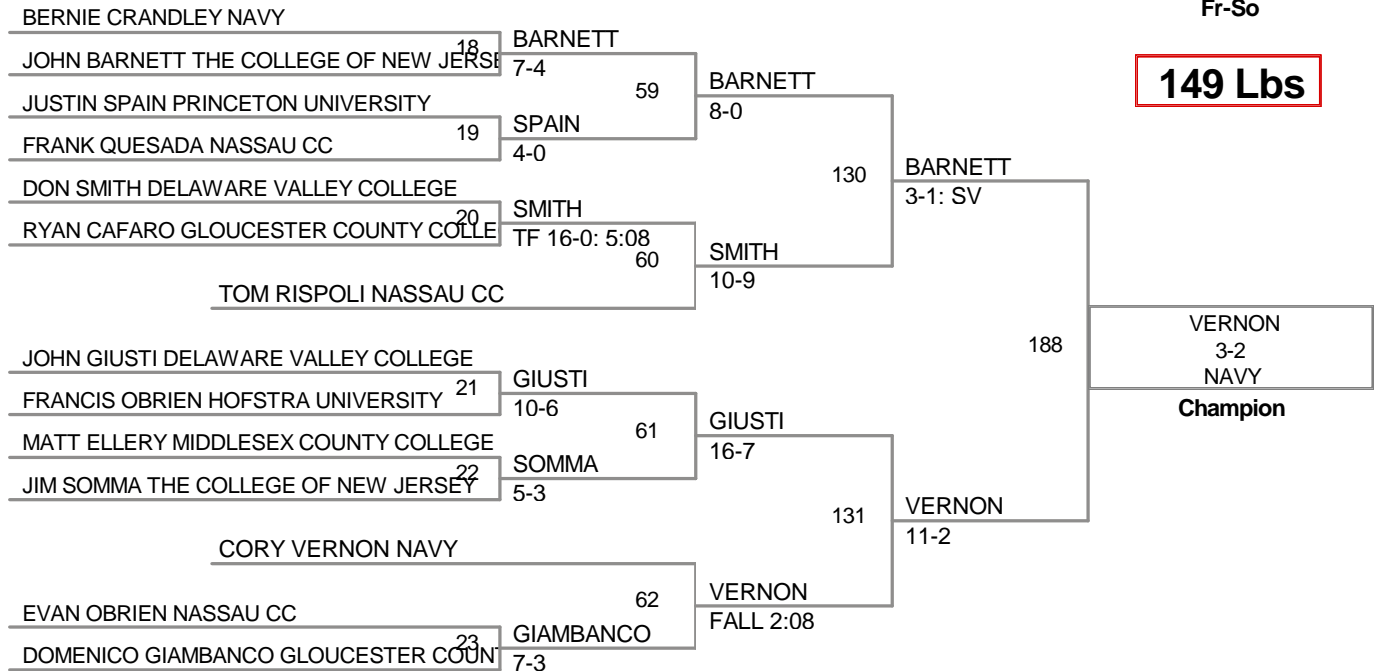 Fr-So
149 Lbs
BERNIE CRANDLEY NAVY
18
JOHN BARNETT THE COLLEGE OF NEW JERSE
BARNETT
7-4
59
JUSTIN SPAIN PRINCETON UNIVERSITY
19
FRANK QUESADA NASSAU CC
SPAIN
4-0
BARNETT
8-0
130
DON SMITH DELAWARE VALLEY COLLEGE
20
RYAN CAFARO GLOUCESTER COUNTY COLLE
SMITH
TF 16-0: 5:08
60
TOM RISPOLI NASSAU CC
SMITH
10-9
BARNETT
3-1: SV
188
JOHN GIUSTI DELAWARE VALLEY COLLEGE
21
FRANCIS OBRIEN HOFSTRA UNIVERSITY
GIUSTI
10-6
61
MATT ELLERY MIDDLESEX COUNTY COLLEGE
22
JIM SOMMA THE COLLEGE OF NEW JERSEY
SOMMA
5-3
GIUSTI
16-7
131
CORY VERNON NAVY
62
EVAN OBRIEN NASSAU CC
23
DOMENICO GIAMBANCO GLOUCESTER COUNT
GIAMBANCO
7-3
VERNON
FALL 2:08
VERNON
11-2
VERNON
3-2
NAVY
Champion